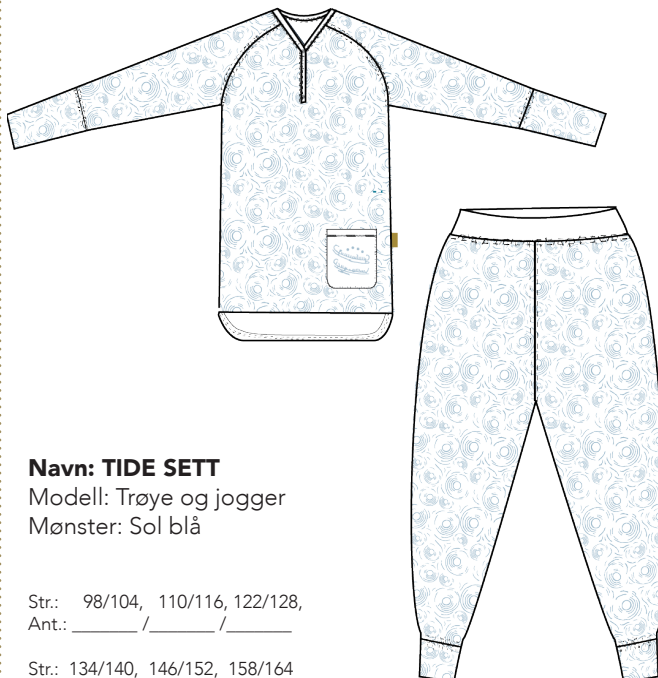 Navn: TIDE SETT
Modell: Trøye og jogger
Mønster: Sol blå
Str.: 98/104, 110/116, 122/128,
Ant.: _______ /_______ /_______
Str.: 134/140, 146/152, 158/164